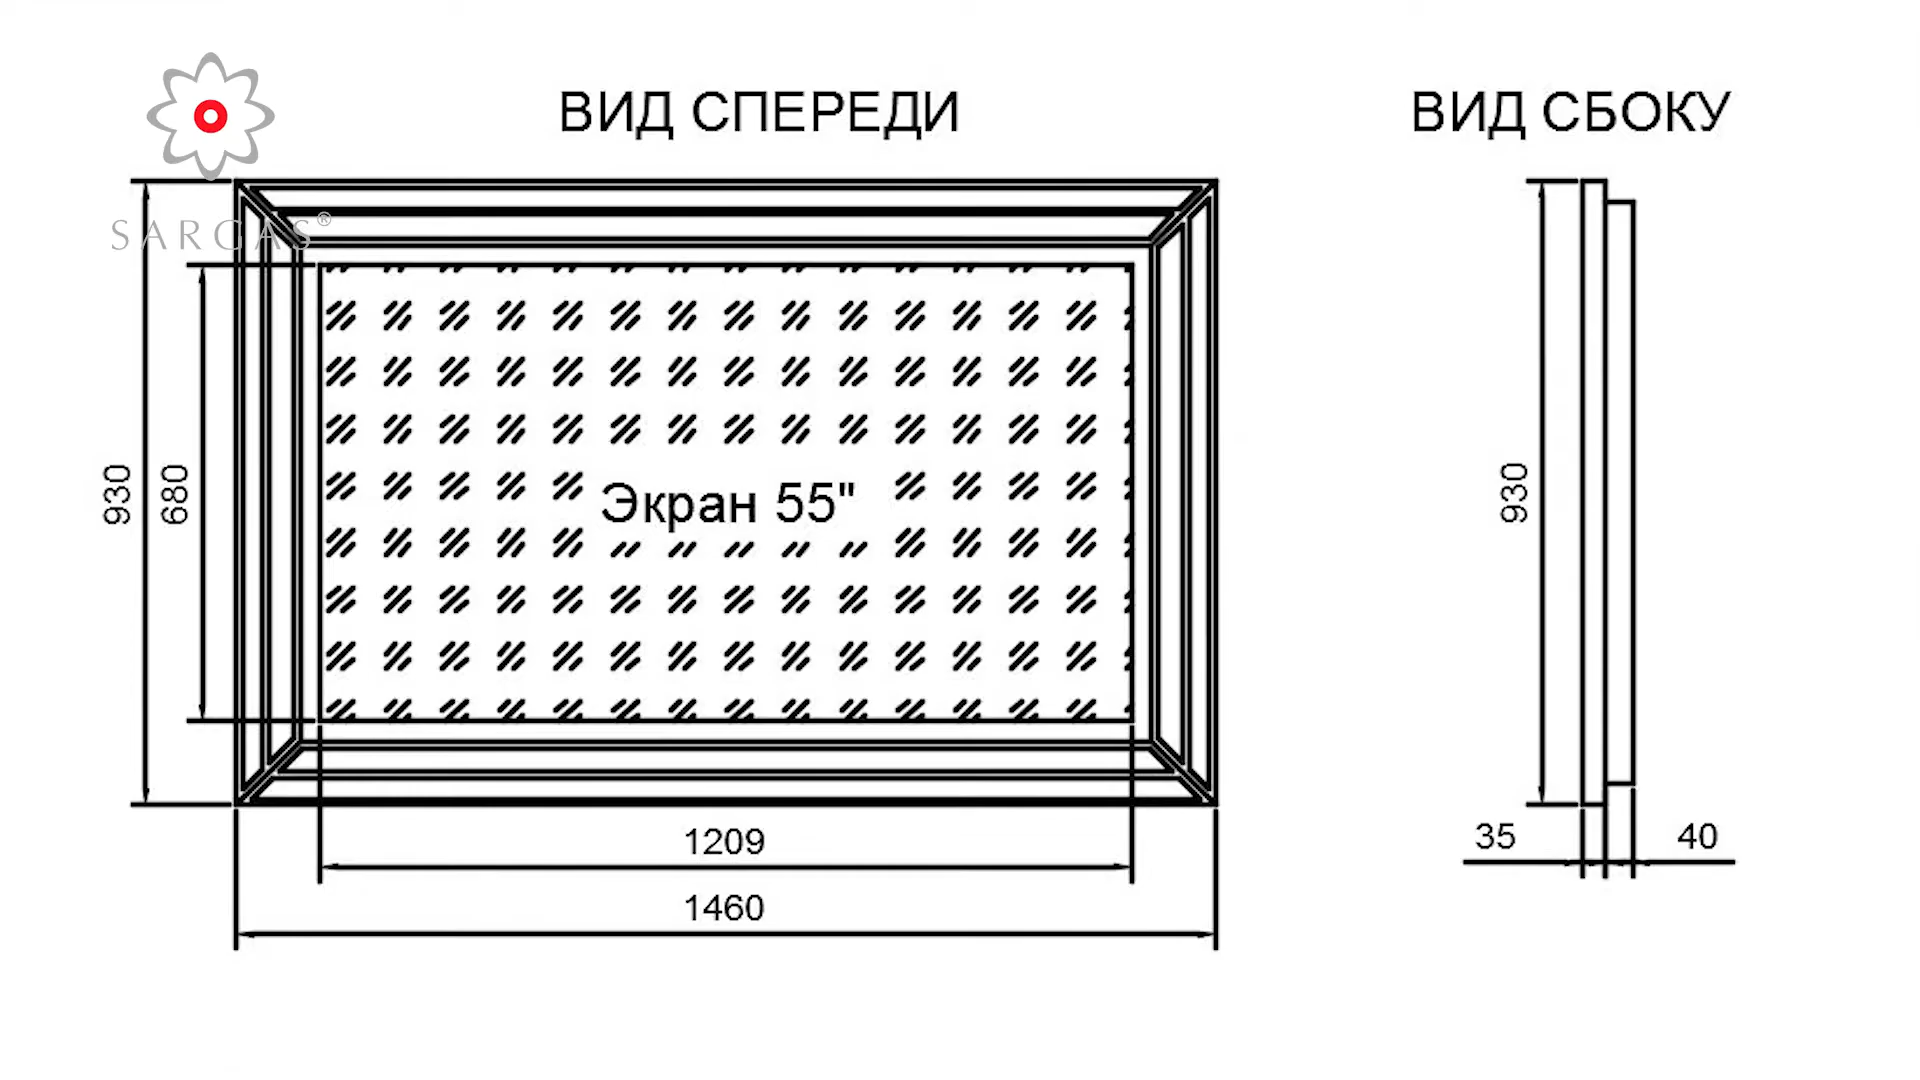 ВИД СПЕРЕДИ
ВИД СБОКУ
SARGAS®
930
680
Экран 55"
930
1209
1460
35
40